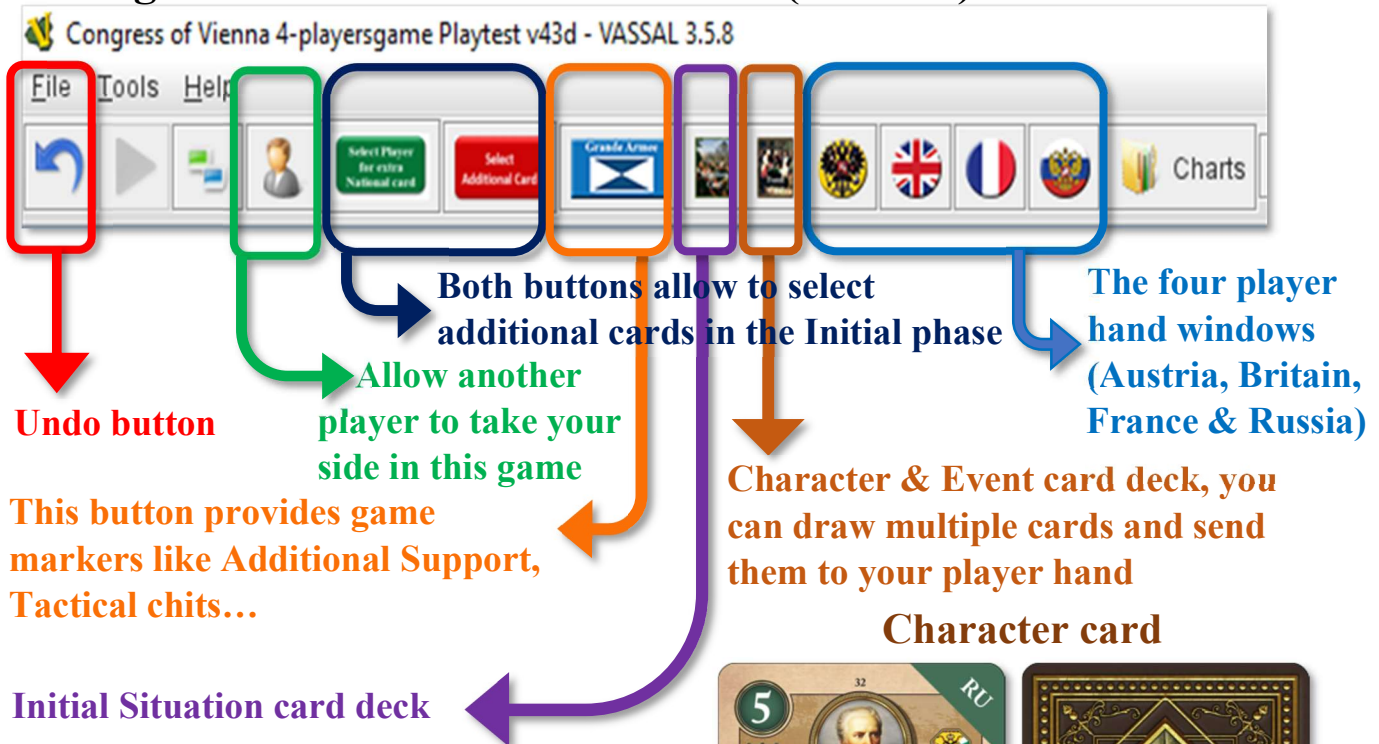 Congress of Vienna 4-playersgame Playtest v43d - VASSAL 3.5.8
File Tools Help
Select Player
for extra
National card
Select
Additional Card
Grande Armee
Charts
Both buttons allow to select
additional cards in the Initial phase
The four player
hand windows
(Austria, Britain,
France & Russia)
Allow another
player to take your
side in this game
Undo button
Character & Event card deck, you
can draw multiple cards and send
them to your player hand
This button provides game
markers like Additional Support,
Tactical chits…
Character card
Initial Situation card deck
5
32
RU